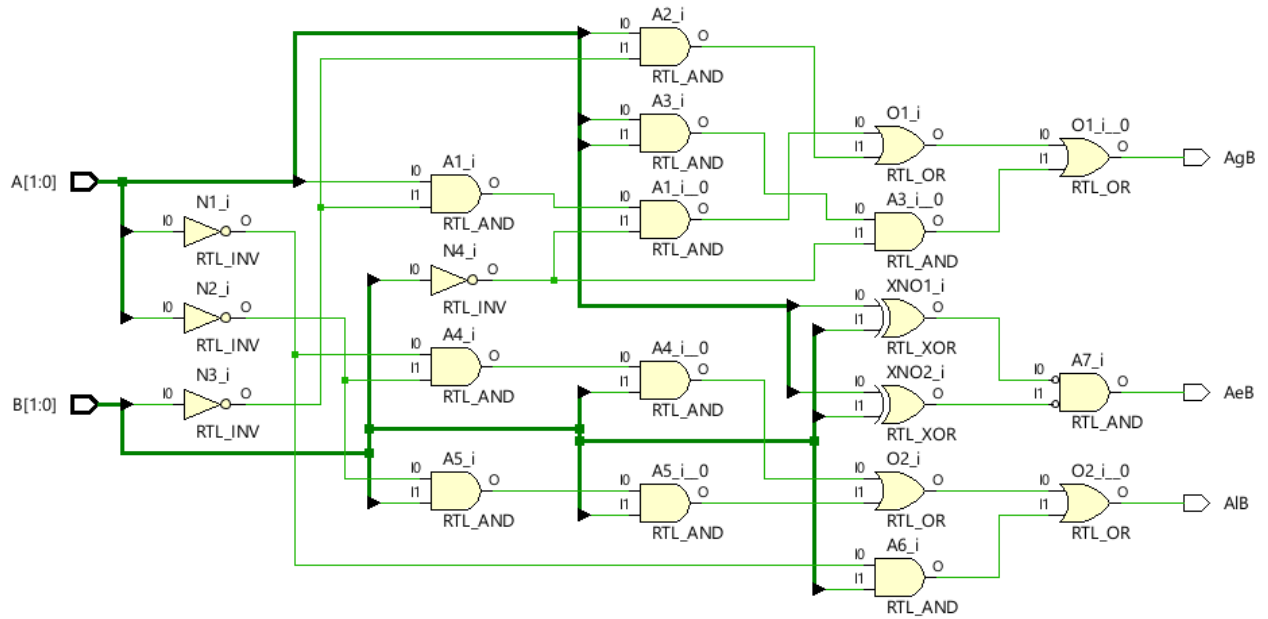 A[1:0]
B[1:0]
N1_i
I0 O
RTL_INV
N2_i
I0 O
RTL_INV
N3_i
I0 O
RTL_INV
A1_i
I0 O
I1
RTL_AND
N4_i
I0 O
RTL_INV
A4_i
I0 O
I1
RTL_AND
A5_i
I0 O
I1
RTL_AND
A2_i
I0 O
I1
RTL_AND
A3_i
I0 O
I1
RTL_AND
A1_i__0
I0 O
I1
RTL_AND
A4_i__0
I0 O
I1
RTL_AND
A5_i__0
I0 O
I1
RTL_AND
O1_i
I0 O
I1
RTL_OR
A3_i__0
I0 O
I1
RTL_AND
XNO1_i
I0 O
I1
RTL_XOR
XNO2_i
I0 O
I1
RTL_XOR
O2_i
I0 O
I1
RTL_OR
A6_i
I0 O
I1
RTL_AND
O1_i__0
I0 O
I1
RTL_OR
A7_i
I0 O
I1
RTL_AND
O2_i__0
I0 O
I1
RTL_OR
AgB
AeB
AlB